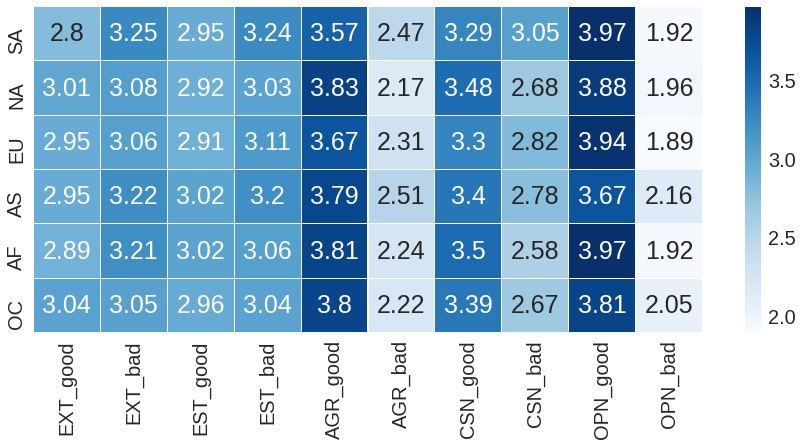 SA 2.8 3.25 2.95 3.24 3.57 2.47 3.29 3.05 3.97 1.92
NA 3.01 3.08 2.92 3.03 3.83 2.17 3.48 2.68 3.88 1.96
EU 2.95 3.06 2.91 3.11 3.67 2.31 3.3 2.82 3.94 1.89
AS 2.95 3.22 3.02 3.2 3.79 2.51 3.4 2.78 3.67 2.16
AF 2.89 3.21 3.02 3.06 3.81 2.24 3.5 2.58 3.97 1.92
OC 3.04 3.05 2.96 3.04 3.8 2.22 3.39 2.67 3.81 2.05
EXT_good EXT_bad EST_good EST_bad AGR_good AGR_bad CSN_good CSN_bad OPN_good OPN_bad
3.5
3.0
2.5
2.0